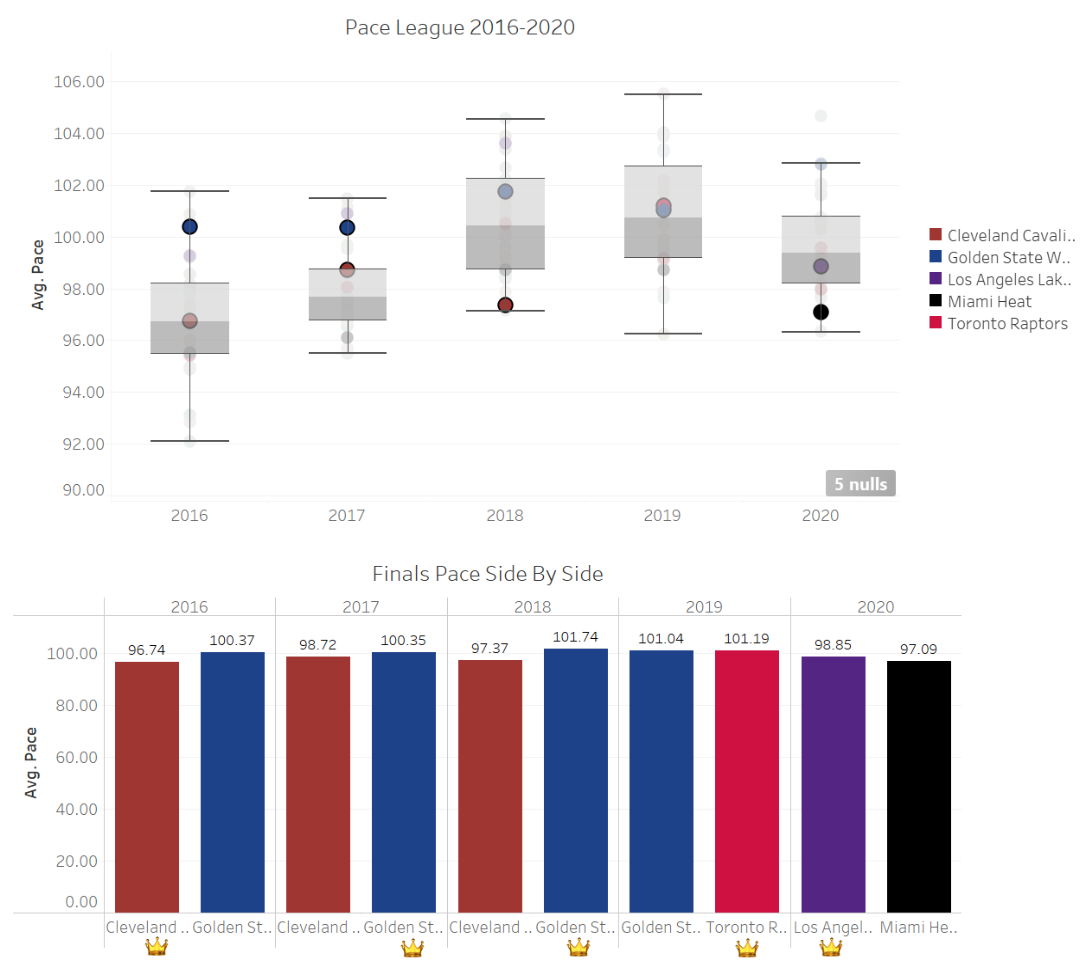 Pace League 2016-2020
106.00
104.00
102.00
100.00
98.00
96.00
94.00
92.00
90.00
Avg. Pace
5 nulls
2016 2017 2018 2019 2020
Cleveland Cavali..
Golden State W..
Los Angeles Lak..
Miami Heat
Toronto Raptors
Finals Pace Side By Side
2016 2017 2018 2019 2020
96.74 100.37 98.72 100.35 97.37 101.74 101.04 101.19 98.85 97.09
100.00
80.00
60.00
40.00
20.00
0.00
Avg. Pace
Cleveland .. Golden St.. Cleveland .. Golden St.. Cleveland .. Golden St.. Golden St.. Toronto R.. Los Angel.. Miami He..